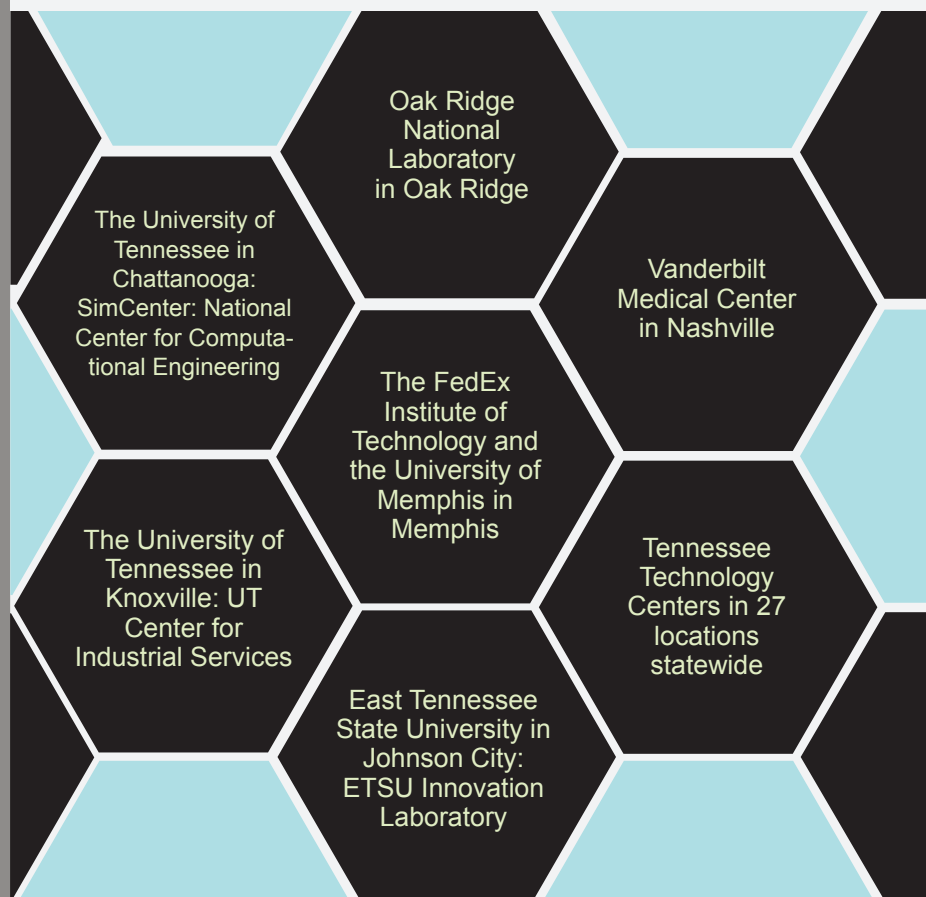 Oak Ridge
National
Laboratory
in Oak Ridge
The University of
Tennessee in
Chattanooga:
SimCenter: National
Center for Computa-
tional Engineering
Vanderbilt
Medical Center
in Nashville
The FedEx
Institute of
Technology and
the University of
Memphis in
Memphis
The University of
Tennessee in
Knoxville: UT
Center for
Industrial Services
Tennessee
Technology
Centers in 27
locations
statewide
East Tennessee
State University in
Johnson City:
ETSU Innovation
Laboratory